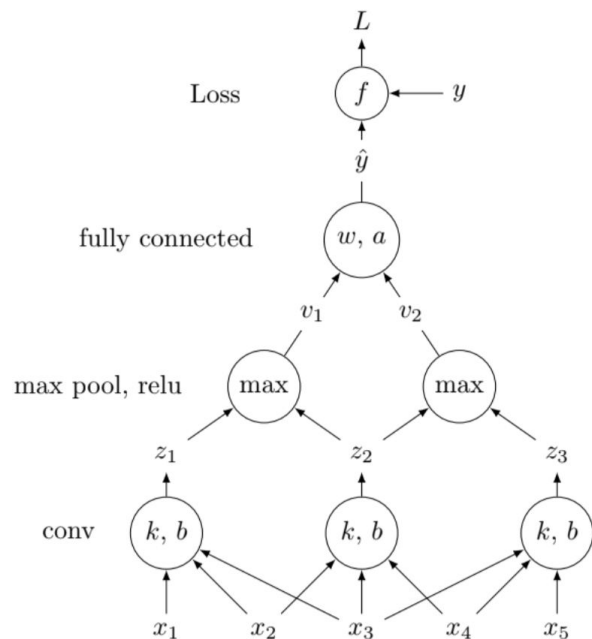 L
Loss f y
ŷ
fully connected w, a
v₁ v₂
max pool, relu max max
z₁ z₂ z₃
conv k, b k, b k, b
x₁ x₂ x₃ x₄ x₅